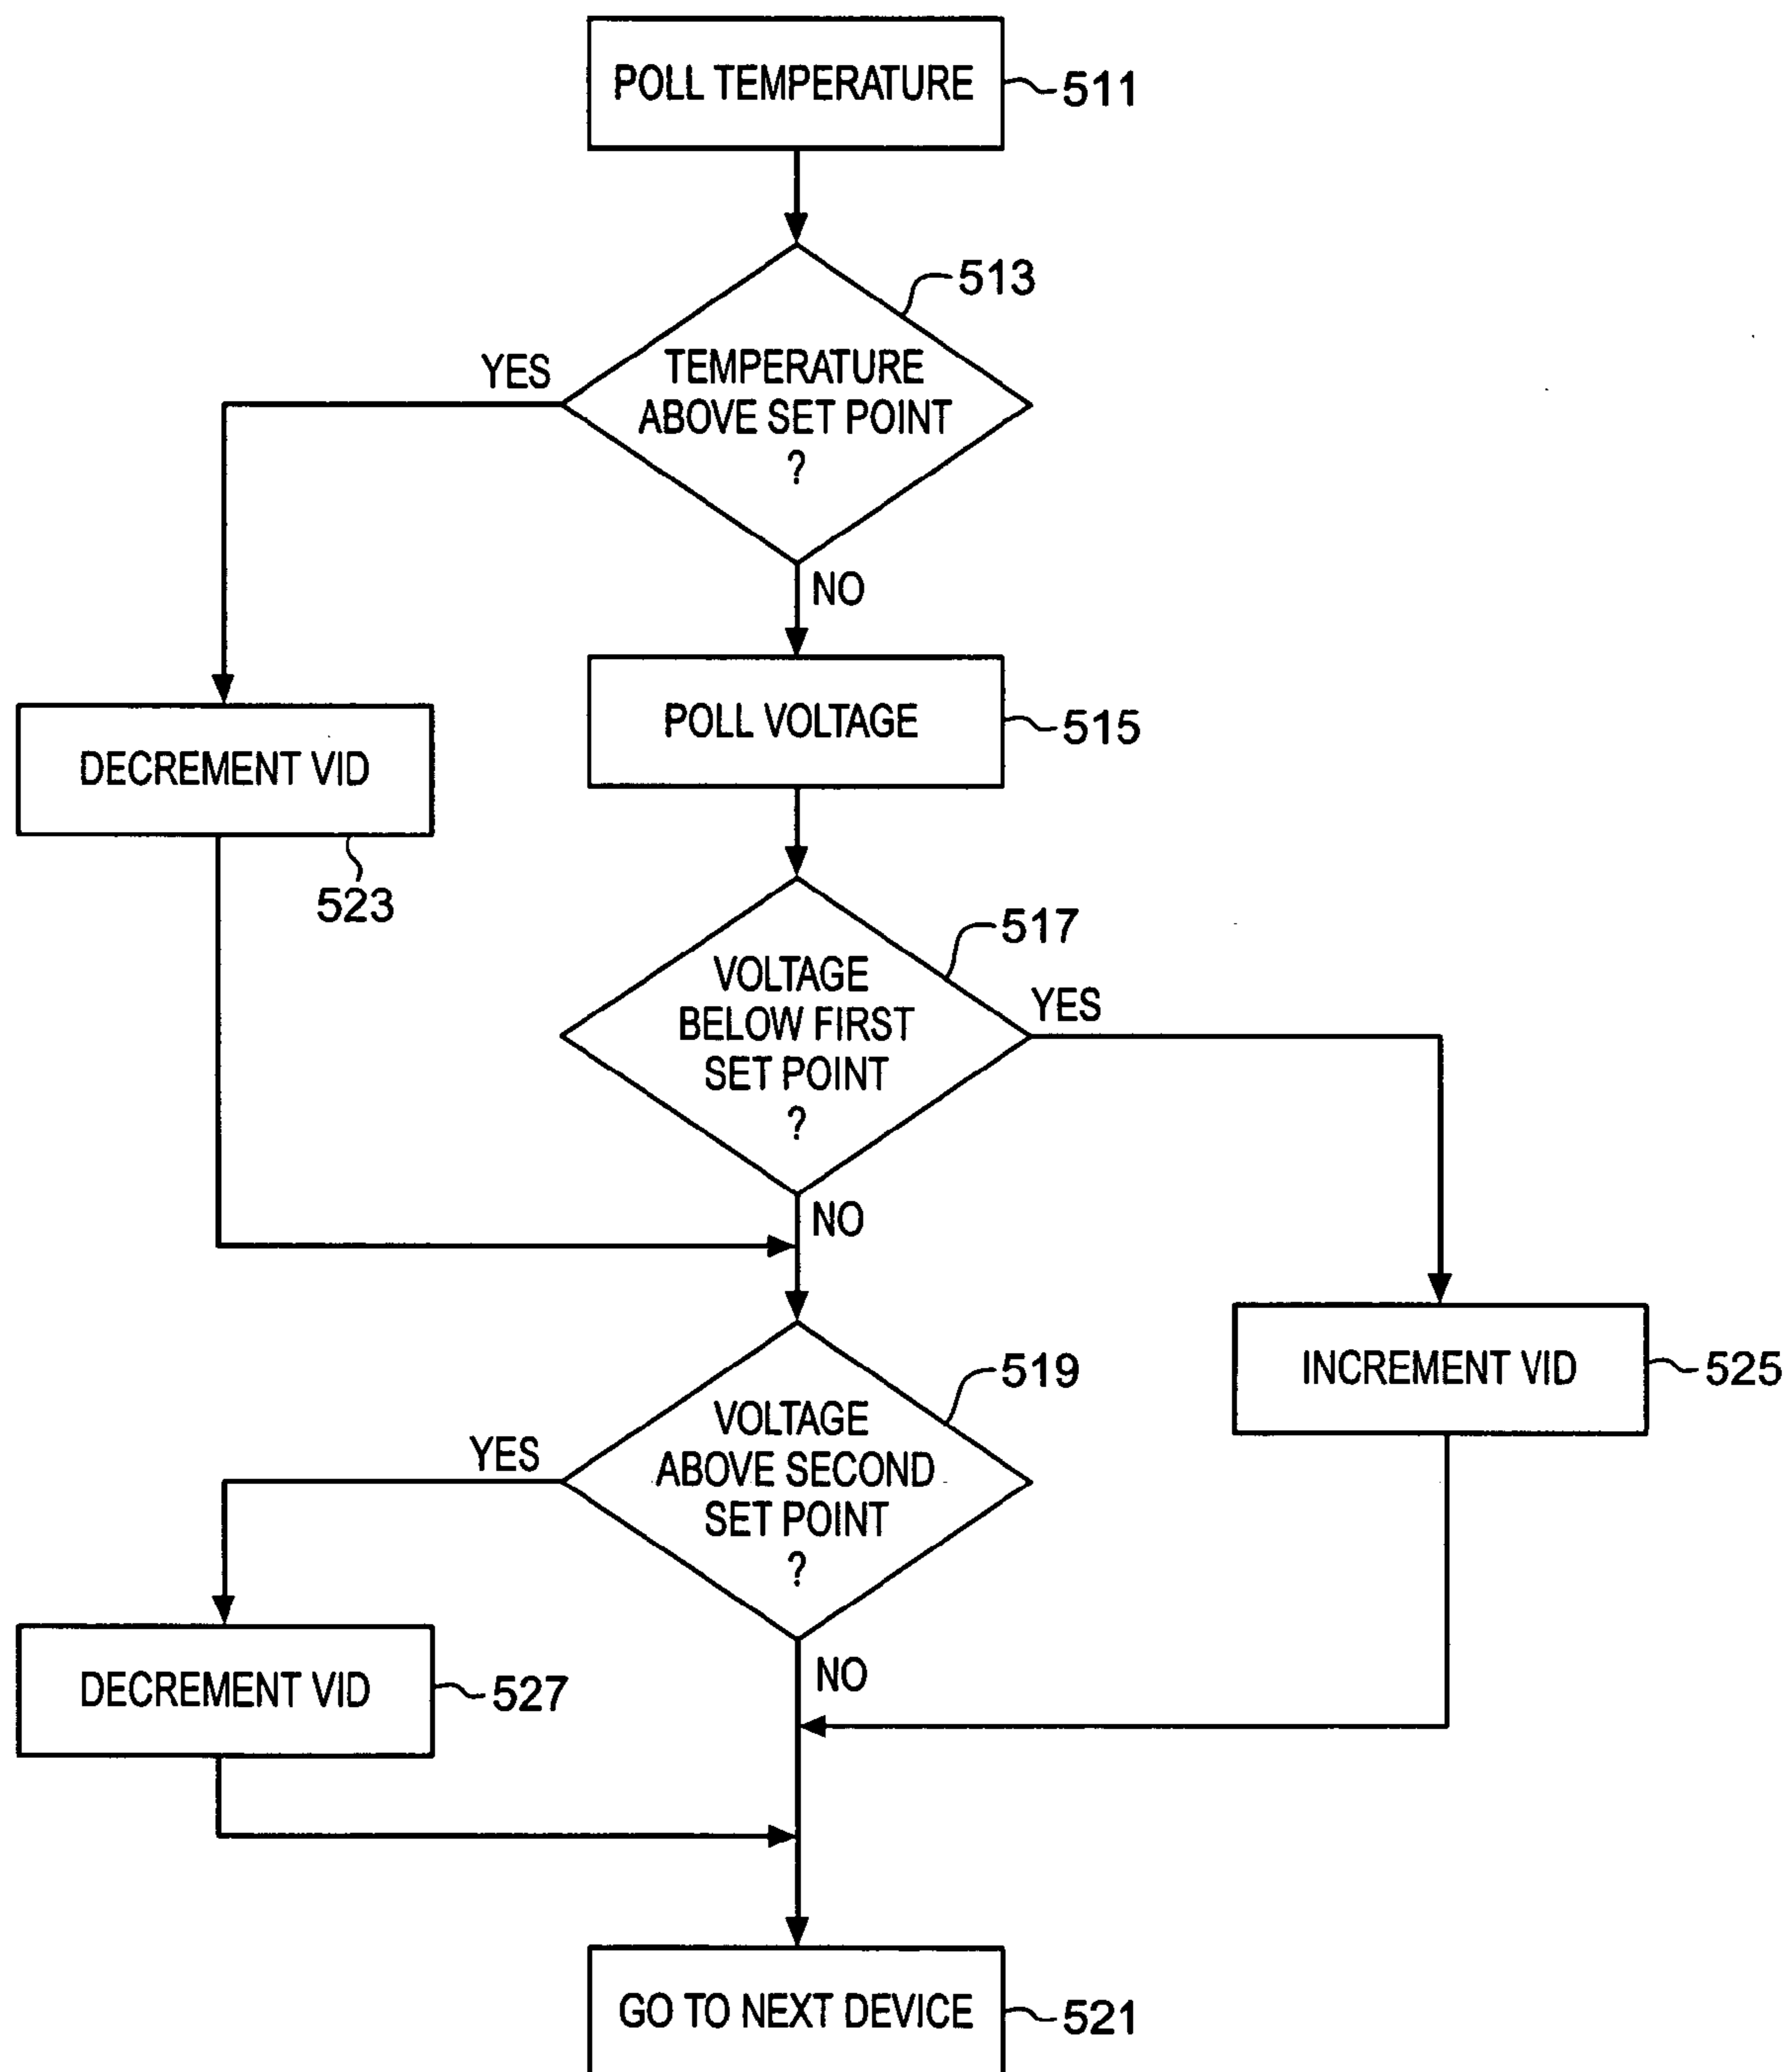 POLL TEMPERATURE
511
513
TEMPERATURE
ABOVE SET POINT
?
YES
NO
POLL VOLTAGE
515
DECREMENT VID
523
517
VOLTAGE
BELOW FIRST
SET POINT
?
YES
NO
519
VOLTAGE
ABOVE SECOND
SET POINT
?
YES
NO
INCREMENT VID
525
DECREMENT VID
527
GO TO NEXT DEVICE
521